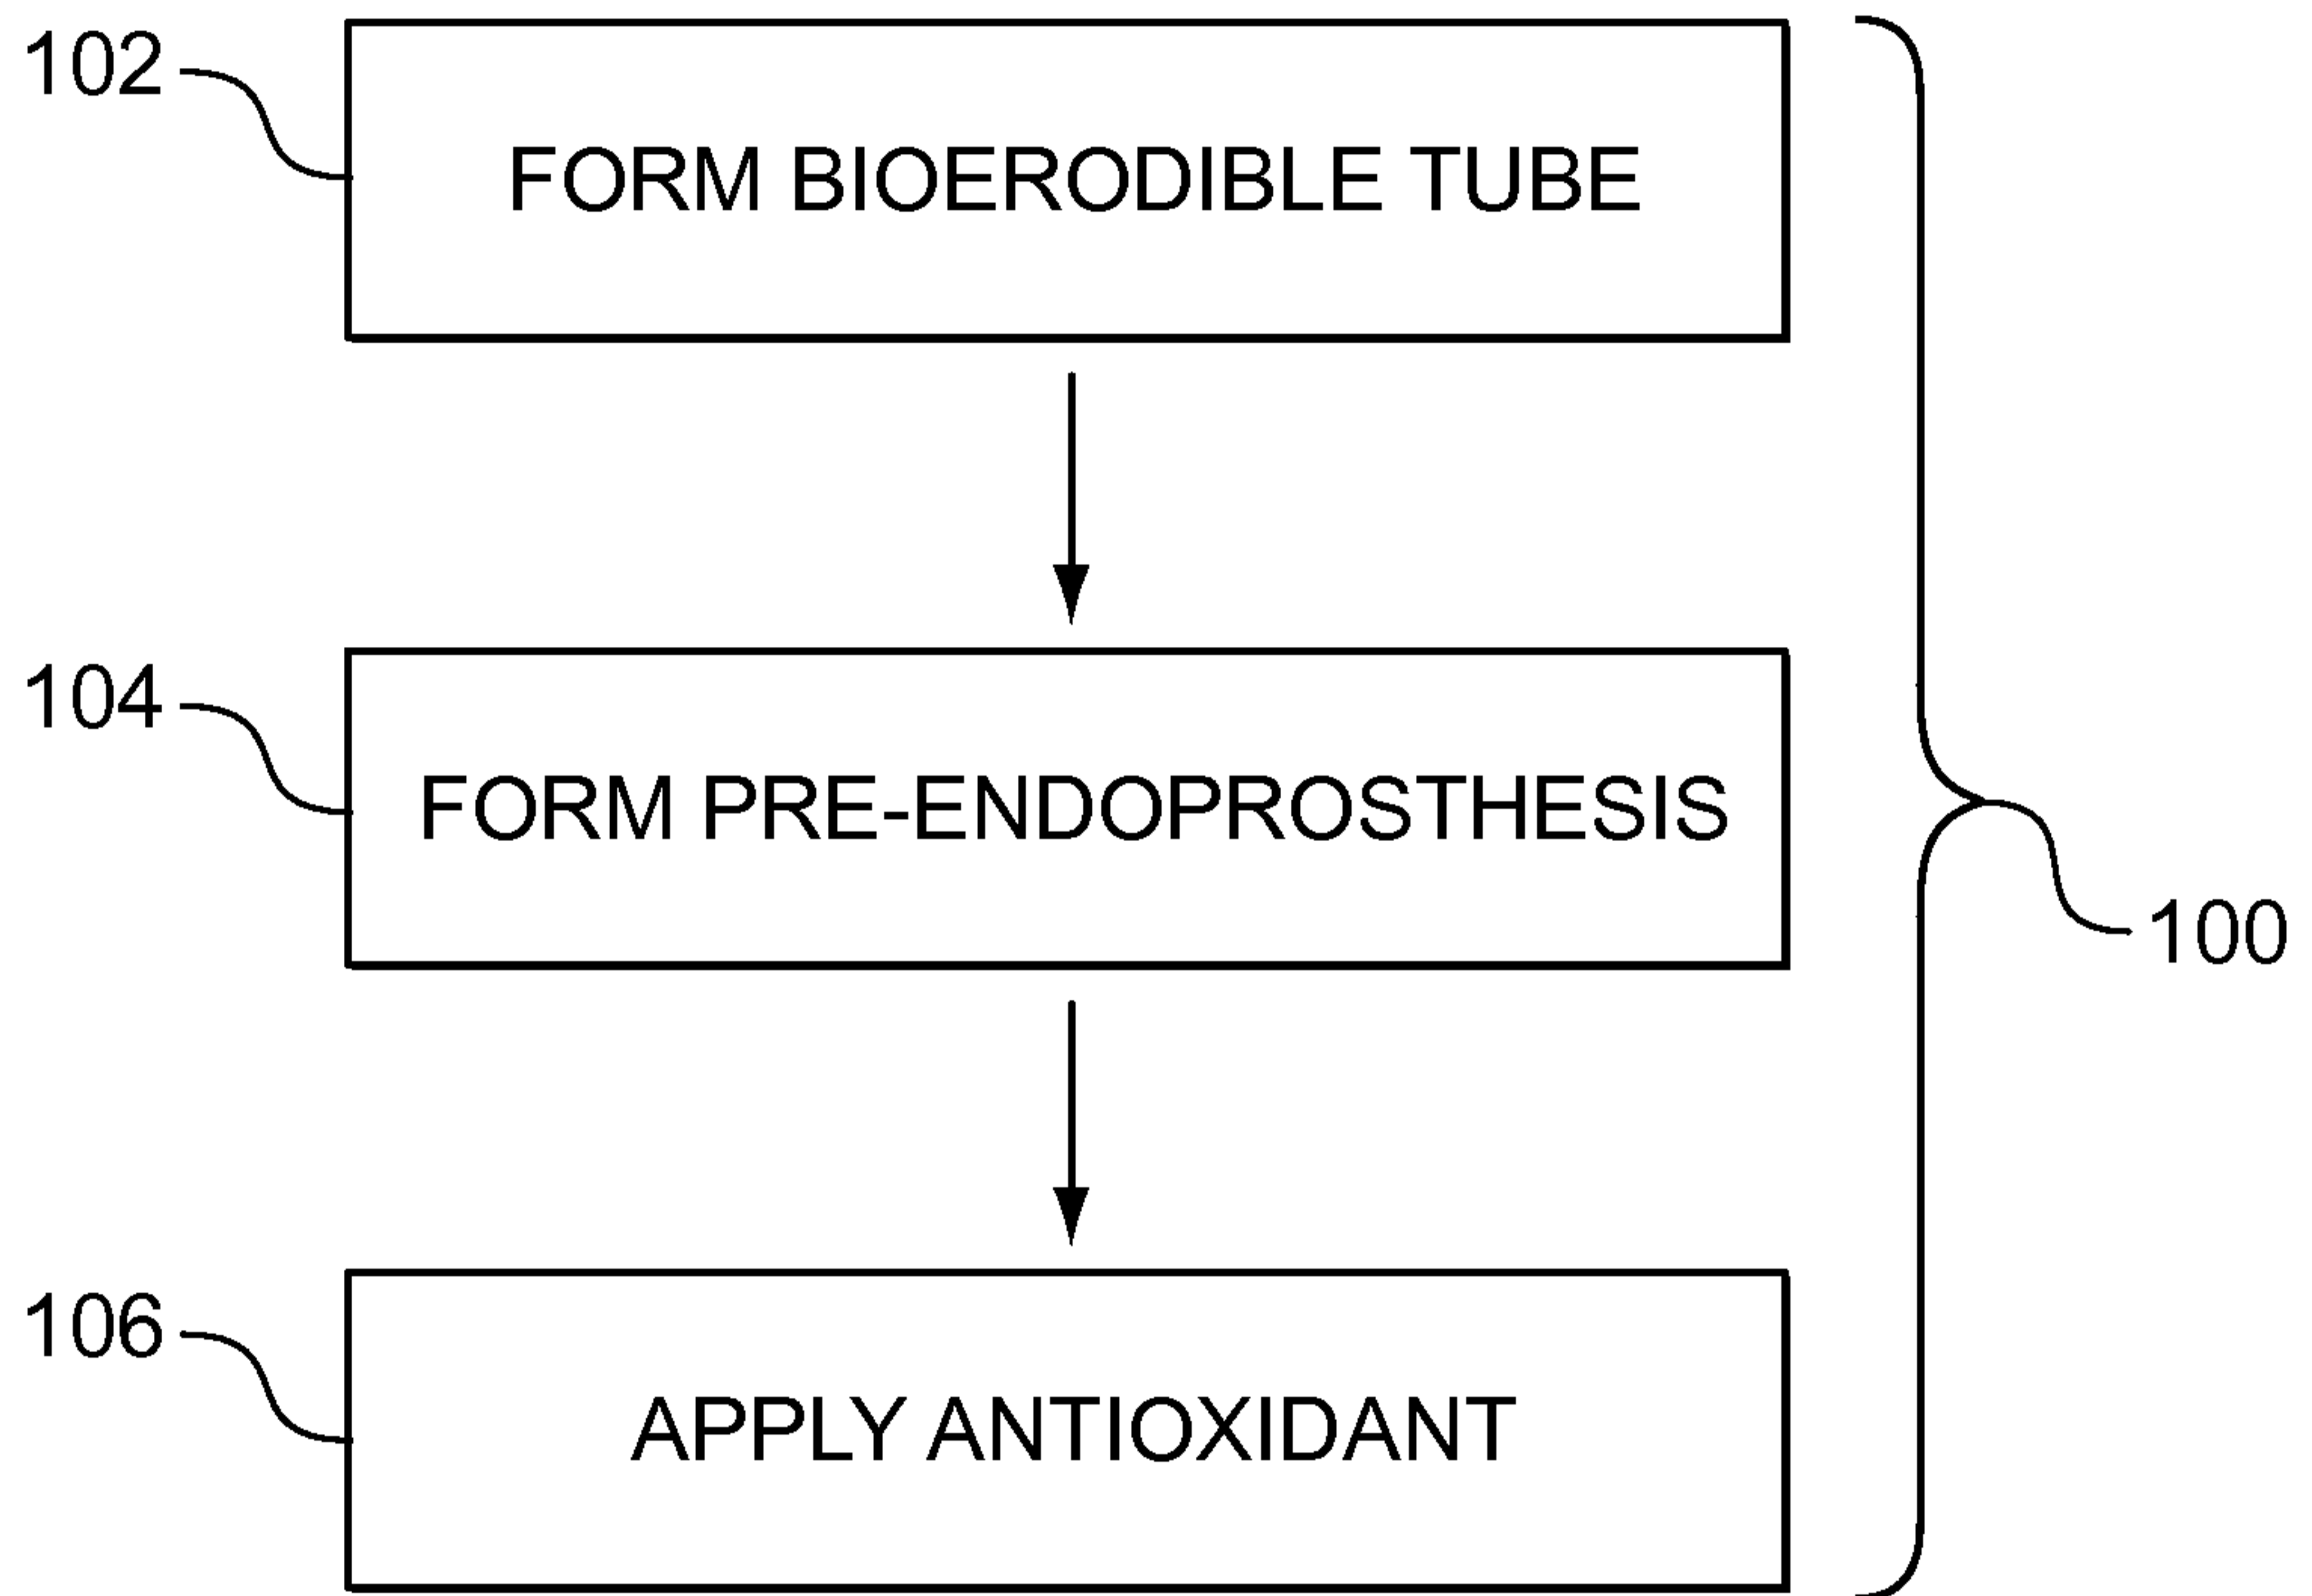 102
FORM BIOERODIBLE TUBE
104
FORM PRE-ENDOPROSTHESIS
100
106
APPLY ANTIOXIDANT